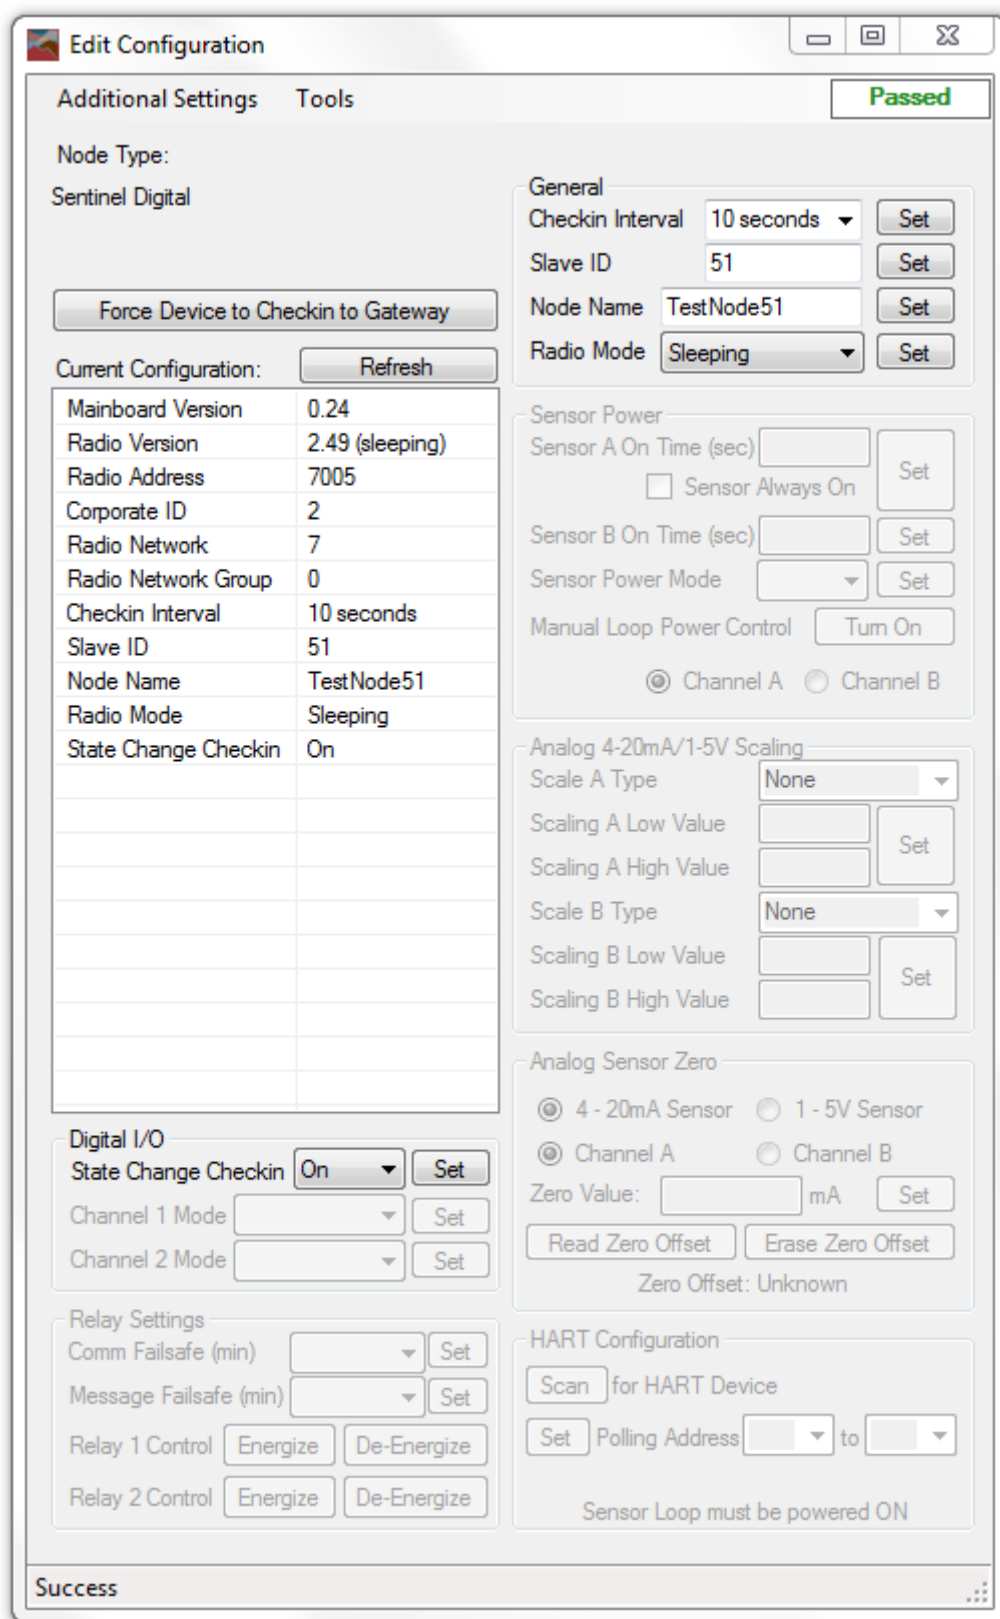 Edit Configuration
Additional Settings Tools Passed
Node Type:
Sentinel Digital
Force Device to Checkin to Gateway
Current Configuration: Refresh
Mainboard Version 0.24
Radio Version 2.49 (sleeping)
Radio Address 7005
Corporate ID 2
Radio Network 7
Radio Network Group 0
Checkin Interval 10 seconds
Slave ID 51
Node Name TestNode51
Radio Mode Sleeping
State Change Checkin On
Digital I/O
State Change Checkin On Set
Channel 1 Mode Set
Channel 2 Mode Set
Relay Settings
Comm Failsafe (min) Set
Message Failsafe (min) Set
Relay 1 Control Energize De-Energize
Relay 2 Control Energize De-Energize
General
Checkin Interval 10 seconds Set
Slave ID 51 Set
Node Name TestNode51 Set
Radio Mode Sleeping Set
Sensor Power
Sensor A On Time (sec) Set
Sensor Always On
Sensor B On Time (sec) Set
Sensor Power Mode Set
Manual Loop Power Control Turn On
Channel A Channel B
Analog 4-20mA/1-5V Scaling
Scale A Type None
Scaling A Low Value Set
Scaling A High Value
Scale B Type None
Scaling B Low Value Set
Scaling B High Value
Analog Sensor Zero
4 - 20mA Sensor 1 - 5V Sensor
Channel A Channel B
Zero Value: mA Set
Read Zero Offset Erase Zero Offset
Zero Offset: Unknown
HART Configuration
Scan for HART Device
Set Polling Address to
Sensor Loop must be powered ON
Success